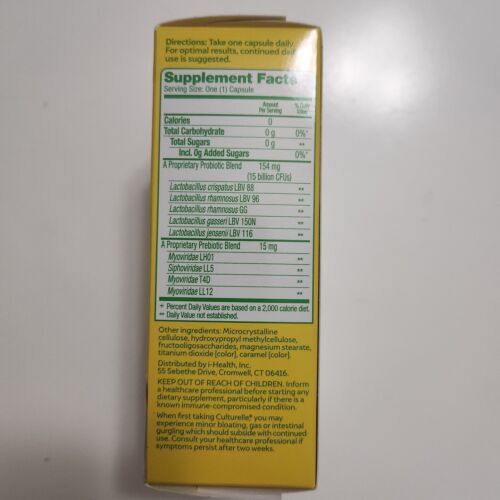 Directions: Take one capsule daily.
For optimal results, continued daily
use is suggested.
Supplement Facts
Serving Size: One (1) Capsule
Amount Per Serving % Daily Value
Calories 0
Total Carbohydrate 0 g 0%*
Total Sugars 0 g **
Incl. 0g Added Sugars 0%*
A Proprietary Probiotic Blend 154 mg
(15 billion CFUs)
Lactobacillus crispatus LBV 88 **
Lactobacillus rhamnosus LBV 96 **
Lactobacillus rhamnosus GG **
Lactobacillus gasseri LBV 150N **
Lactobacillus jensenii LBV 116 **
A Proprietary Prebiotic Blend 15 mg
Myoviridae LH01 **
Siphoviridae LL5 **
Myoviridae T4D **
Myoviridae LL12 **
* Percent Daily Values are based on a 2,000 calorie diet.
** Daily Value not established.
Other ingredients: Microcrystalline
cellulose, hydroxypropyl methylcellulose,
fructooligosaccharides, magnesium stearate,
titanium dioxide [color], caramel [color].
Distributed by i-Health, Inc.
55 Sebethe Drive, Cromwell, CT 06416.
KEEP OUT OF REACH OF CHILDREN. Inform
a healthcare professional before starting any
dietary supplement, particularly if there is a
known immune-compromised condition.
When first taking Culturelle® you may
experience minor bloating, gas or intestinal
gurgling which should subside with continued
use. Consult your healthcare professional if
symptoms persist after two weeks.